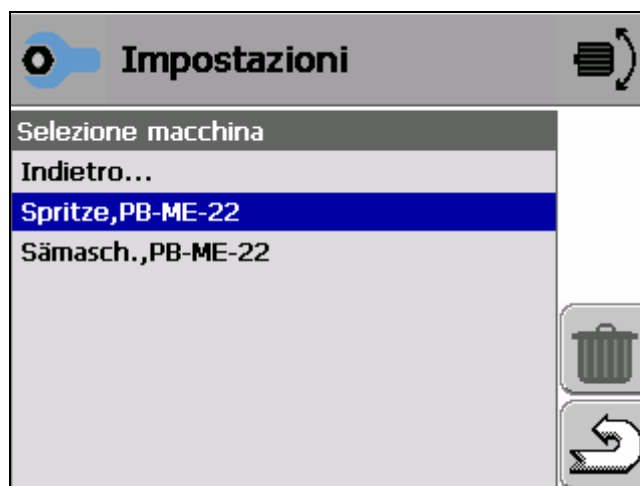 Impostazioni
Selezione macchina
Indietro...
Spritze,PB-ME-22
Sämasch.,PB-ME-22